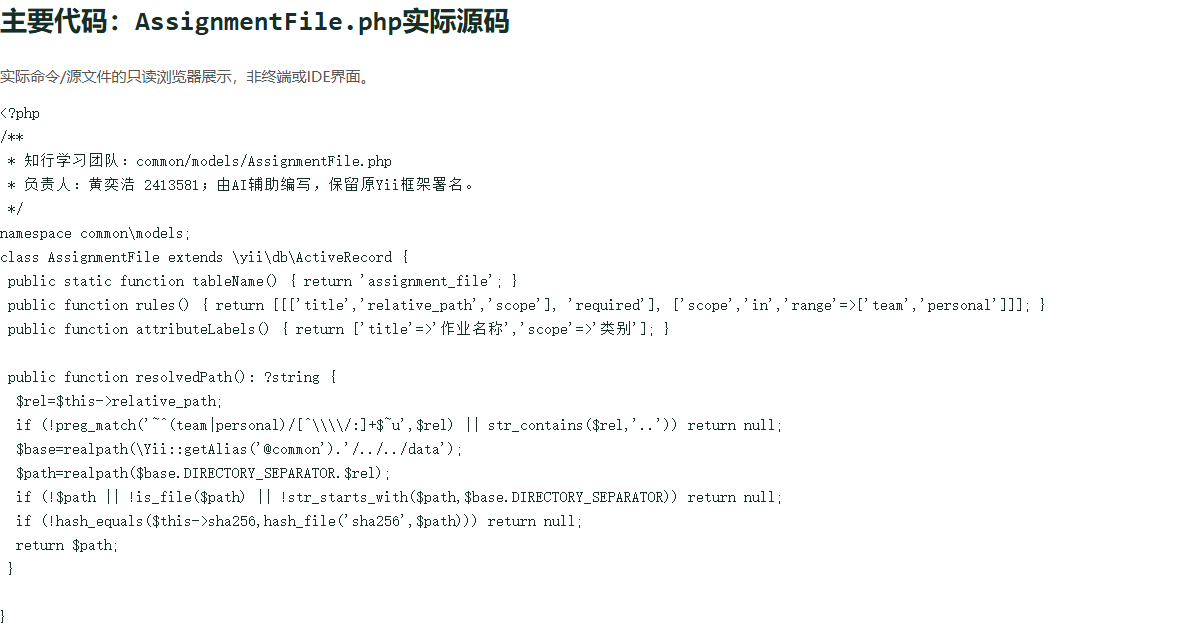 主要代码：AssignmentFile.php实际源码
实际命令/源文件的只读浏览器展示，非终端或IDE界面。
<?php
/**
 * 知行学习团队：common/models/AssignmentFile.php
 * 负责人：黄奕浩 2413581；由AI辅助编写，保留原Yii框架署名。
 */
namespace common\models;
class AssignmentFile extends \yii\db\ActiveRecord {
 public static function tableName() { return 'assignment_file'; }
 public function rules() { return [[['title','relative_path','scope'], 'required'], ['scope','in','range'=>['team','personal']]]; }
 public function attributeLabels() { return ['title'=>'作业名称','scope'=>'类别']; }
 public function resolvedPath(): ?string {
  $rel=$this->relative_path;
  if (!preg_match('~^(team|personal)/[^\\\\/:]+$~u',$rel) || str_contains($rel,'..')) return null;
  $base=realpath(\Yii::getAlias('@common').'/../../data');
  $path=realpath($base.DIRECTORY_SEPARATOR.$rel);
  if (!$path || !is_file($path) || !str_starts_with($path,$base.DIRECTORY_SEPARATOR)) return null;
  if (!hash_equals($this->sha256,hash_file('sha256',$path))) return null;
  return $path;
 }
}